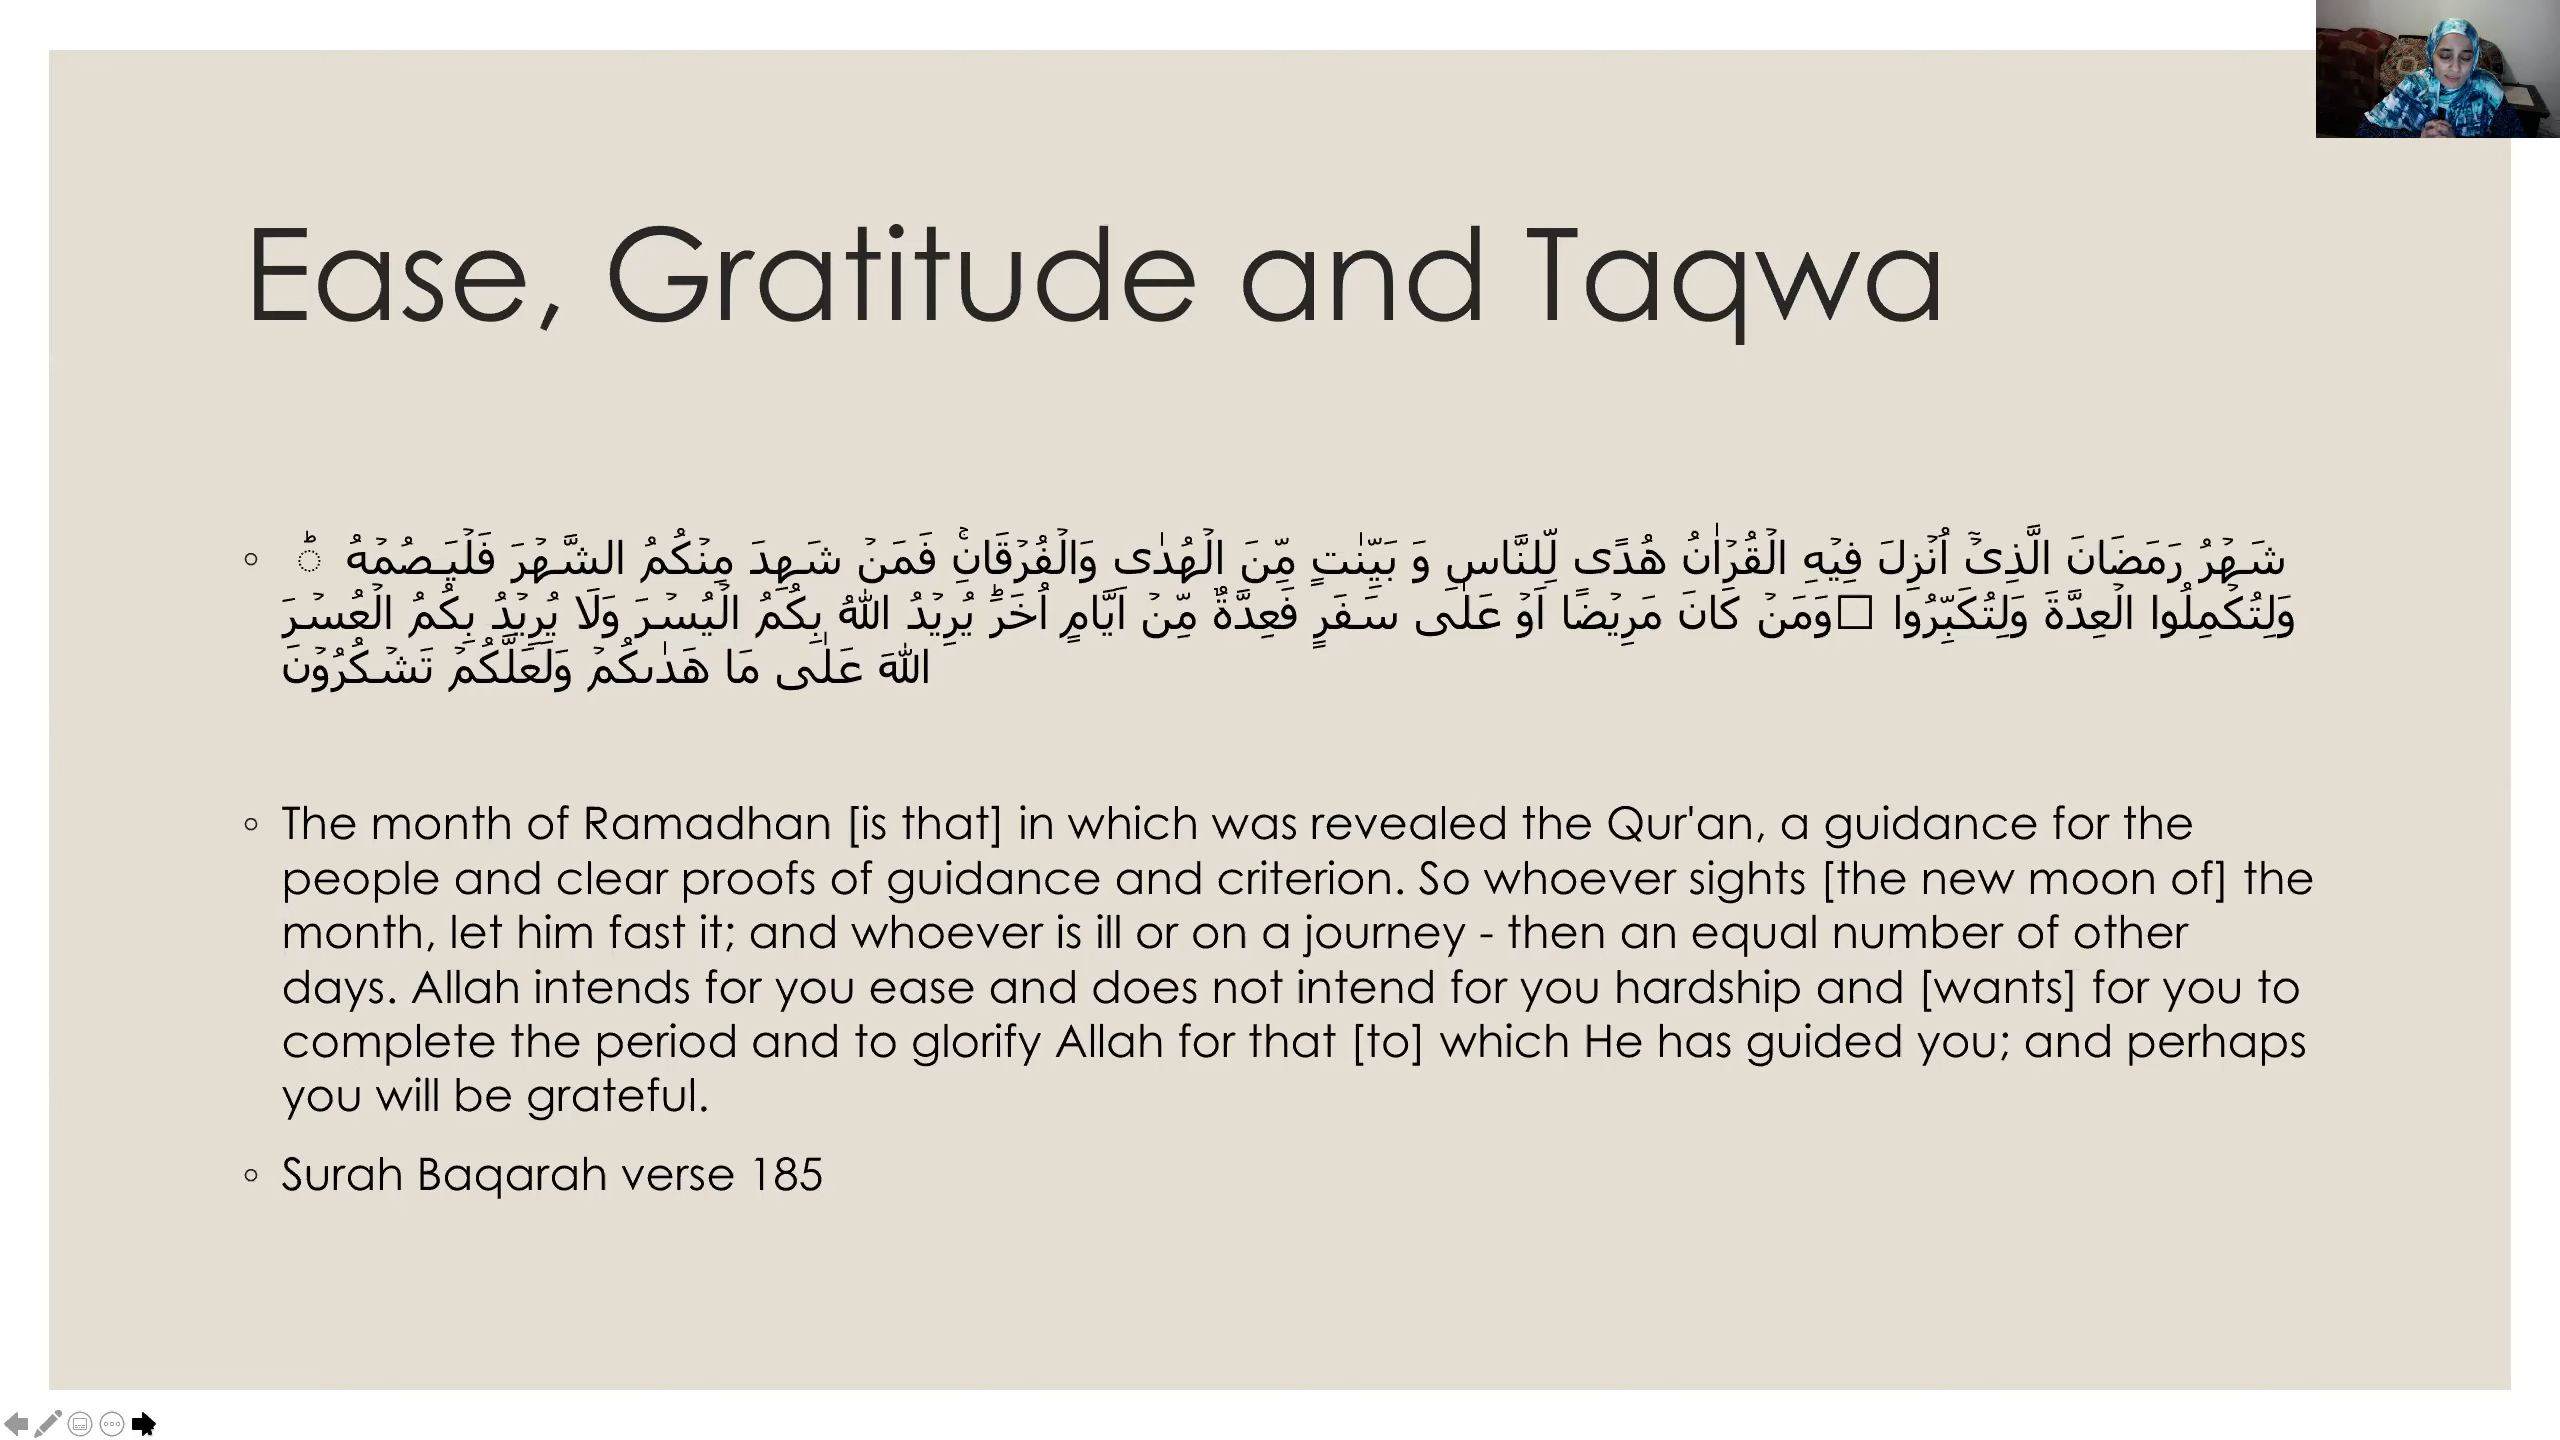 Ease, Gratitude and Taqwa
شَهۡرُ رَمَضَانَ الَّذِىۡٓ اُنۡزِلَ فِيۡهِ الۡقُرۡاٰنُ هُدًى لِّلنَّاسِ وَ بَيِّنٰتٍ مِّنَ الۡهُدٰى وَالۡفُرۡقَانِۚ فَمَنۡ شَهِدَ مِنۡكُمُ الشَّهۡرَ فَلۡيَـصُمۡهُ ؕ
وَلِتُکۡمِلُوا الۡعِدَّةَ وَلِتُکَبِّرُوا □وَمَنۡ کَانَ مَرِيۡضًا اَوۡ عَلٰى سَفَرٍ فَعِدَّةٌ مِّنۡ اَيَّامٍ اُخَرَؕ يُرِيۡدُ اللّٰهُ بِکُمُ الۡيُسۡرَ وَلَا يُرِيۡدُ بِکُمُ الۡعُسۡرَ
اللّٰهَ عَلٰى مَا هَدٰٮكُمۡ وَلَعَلَّکُمۡ تَشۡكُرُوۡنَ
The month of Ramadhan [is that] in which was revealed the Qur'an, a guidance for the
people and clear proofs of guidance and criterion. So whoever sights [the new moon of] the
month, let him fast it; and whoever is ill or on a journey - then an equal number of other
days. Allah intends for you ease and does not intend for you hardship and [wants] for you to
complete the period and to glorify Allah for that [to] which He has guided you; and perhaps
you will be grateful.
Surah Baqarah verse 185